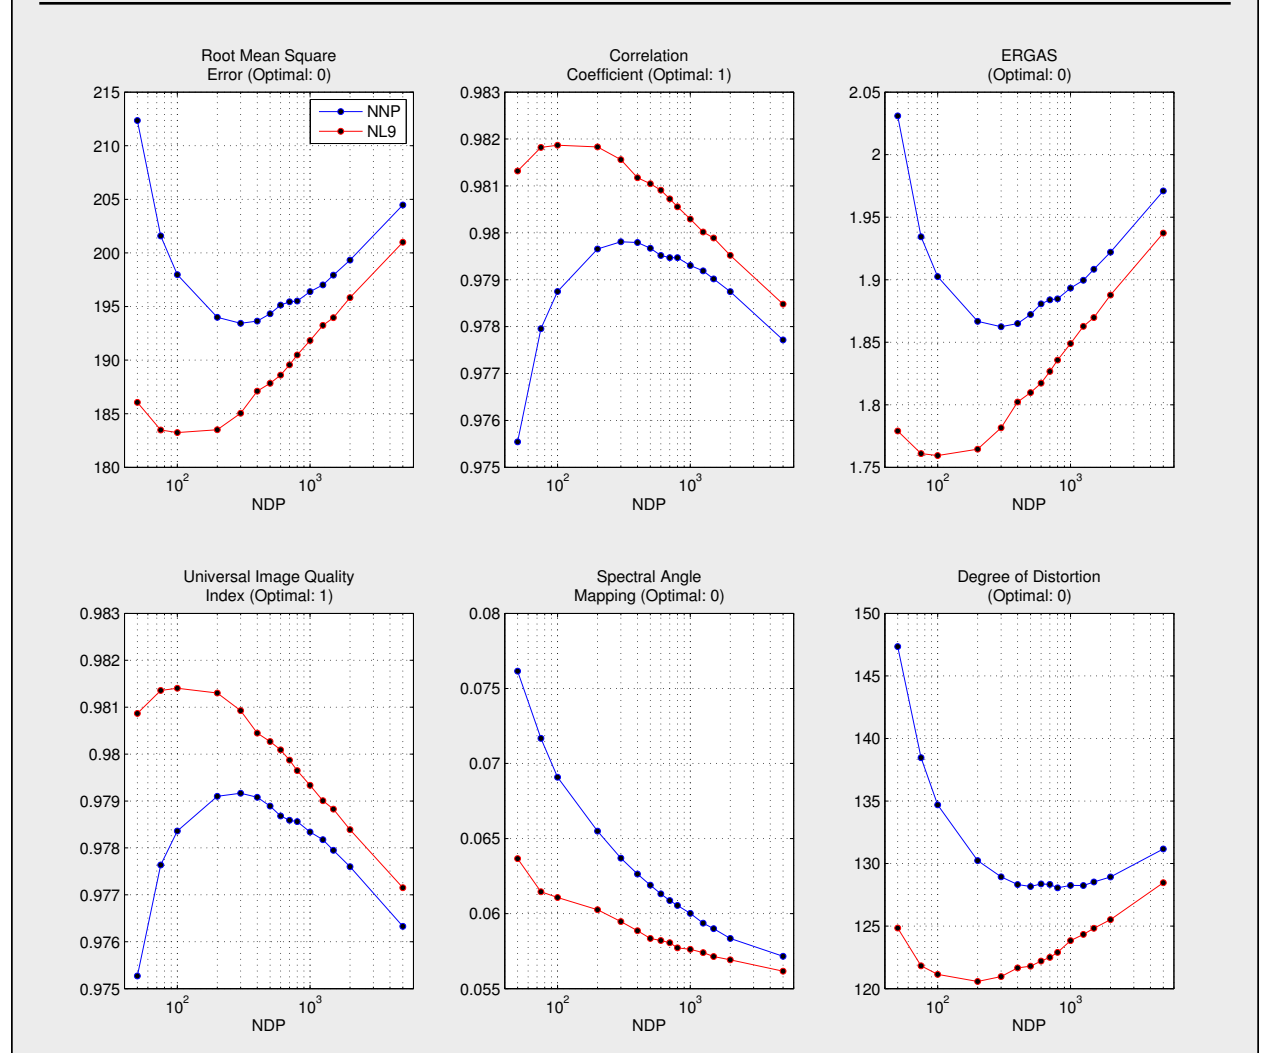 Root Mean Square
Error (Optimal: 0)
215
210
205
200
195
190
185
180
10^2
10^3
NDP
NNP
NL9
Correlation
Coefficient (Optimal: 1)
0.983
0.982
0.981
0.98
0.979
0.978
0.977
0.976
0.975
10^2
10^3
NDP
ERGAS
(Optimal: 0)
2.05
2
1.95
1.9
1.85
1.8
1.75
10^2
10^3
NDP
Universal Image Quality
Index (Optimal: 1)
0.983
0.982
0.981
0.98
0.979
0.978
0.977
0.976
0.975
10^2
10^3
NDP
Spectral Angle
Mapping (Optimal: 0)
0.08
0.075
0.07
0.065
0.06
0.055
10^2
10^3
NDP
Degree of Distortion
(Optimal: 0)
150
145
140
135
130
125
120
10^2
10^3
NDP